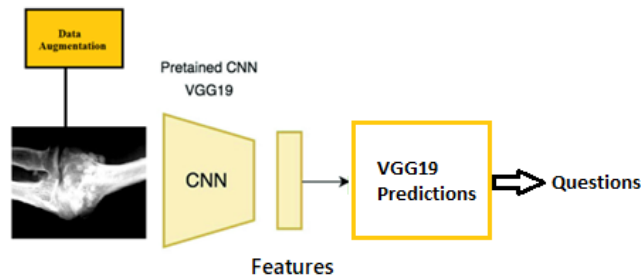 Data
Augmentation
Pretained CNN
VGG19
CNN
VGG19
Predictions
Questions
Features